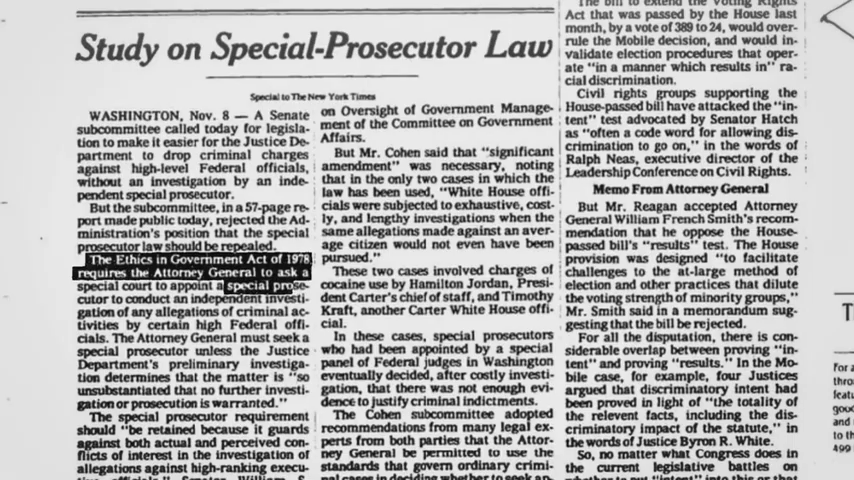 Study on Special-Prosecutor Law
Special to The New York Times
WASHINGTON, Nov. 8 — A Senate
subcommittee called today for legisla-
tion to make it easier for the Justice De-
partment to drop criminal charges
against high-level Federal officials,
without an investigation by an inde-
pendent special prosecutor.
But the subcommittee, in a 57-page re-
port made public today, rejected the Ad-
ministration's position that the special
prosecutor law should be repealed.
The Ethics in Government Act of 1978
requires the Attorney General to ask a
special court to appoint a special prose-
cutor to conduct an independent investi-
gation of any allegations of criminal ac-
tivities by certain high Federal offi-
cials. The Attorney General must seek a
special prosecutor unless the Justice
Department's preliminary investiga-
tion determines that the matter is "so
unsubstantiated that no further investi-
gation or prosecution is warranted."
The special prosecutor requirement
should "be retained because it guards
against both actual and perceived con-
flicts of interest in the investigation of
allegations against high-ranking execu-
on Oversight of Government Manage-
ment of the Committee on Government
Affairs.
But Mr. Cohen said that "significant
amendment" was necessary, noting
that in the only two cases in which the
law has been used, "White House offi-
cials were subjected to exhaustive, cost-
ly, and lengthy investigations when the
same allegations made against an aver-
age citizen would not even have been
pursued."
These two cases involved charges of
cocaine use by Hamilton Jordan, Presi-
dent Carter's chief of staff, and Timothy
Kraft, another Carter White House offi-
cial.
In these cases, special prosecutors
who had been appointed by a special
panel of Federal judges in Washington
eventually decided, after costly investi-
gation, that there was not enough evi-
dence to justify criminal indictments.
The Cohen subcommittee adopted
recommendations from many legal ex-
perts from both parties that the Attor-
ney General be permitted to use the
standards that govern ordinary crimi-
nal cases in deciding whether to seek an-
The bill to extend the Voting Rights
Act that was passed by the House last
month, by a vote of 389 to 24, would over-
rule the Mobile decision, and would in-
validate election procedures that oper-
ate "in a manner which results in" ra-
cial discrimination.
Civil rights groups supporting the
House-passed bill have attacked the "in-
tent" test advocated by Senator Hatch
as "often a code word for allowing dis-
crimination to go on," in the words of
Ralph Neas, executive director of the
Leadership Conference on Civil Rights.
Memo From Attorney General
But Mr. Reagan accepted Attorney
General William French Smith's recom-
mendation that he oppose the House-
passed bill's "results" test. The House
provision was designed "to facilitate
challenges to the at-large method of
election and other practices that dilute
the voting strength of minority groups,"
Mr. Smith said in a memorandum sug-
gesting that the bill be rejected.
For all the disputation, there is con-
siderable overlap between proving "in-
tent" and proving "results." In the Mo-
bile case, for example, four Justices
argued that discriminatory intent had
been proved in light of "the totality of
the relevant facts, including the dis-
criminatory impact of the statute," in
the words of Justice Byron R. White.
So, no matter what Congress does in
the current legislative battles on
For a
throu
featu
good
and
to th
499